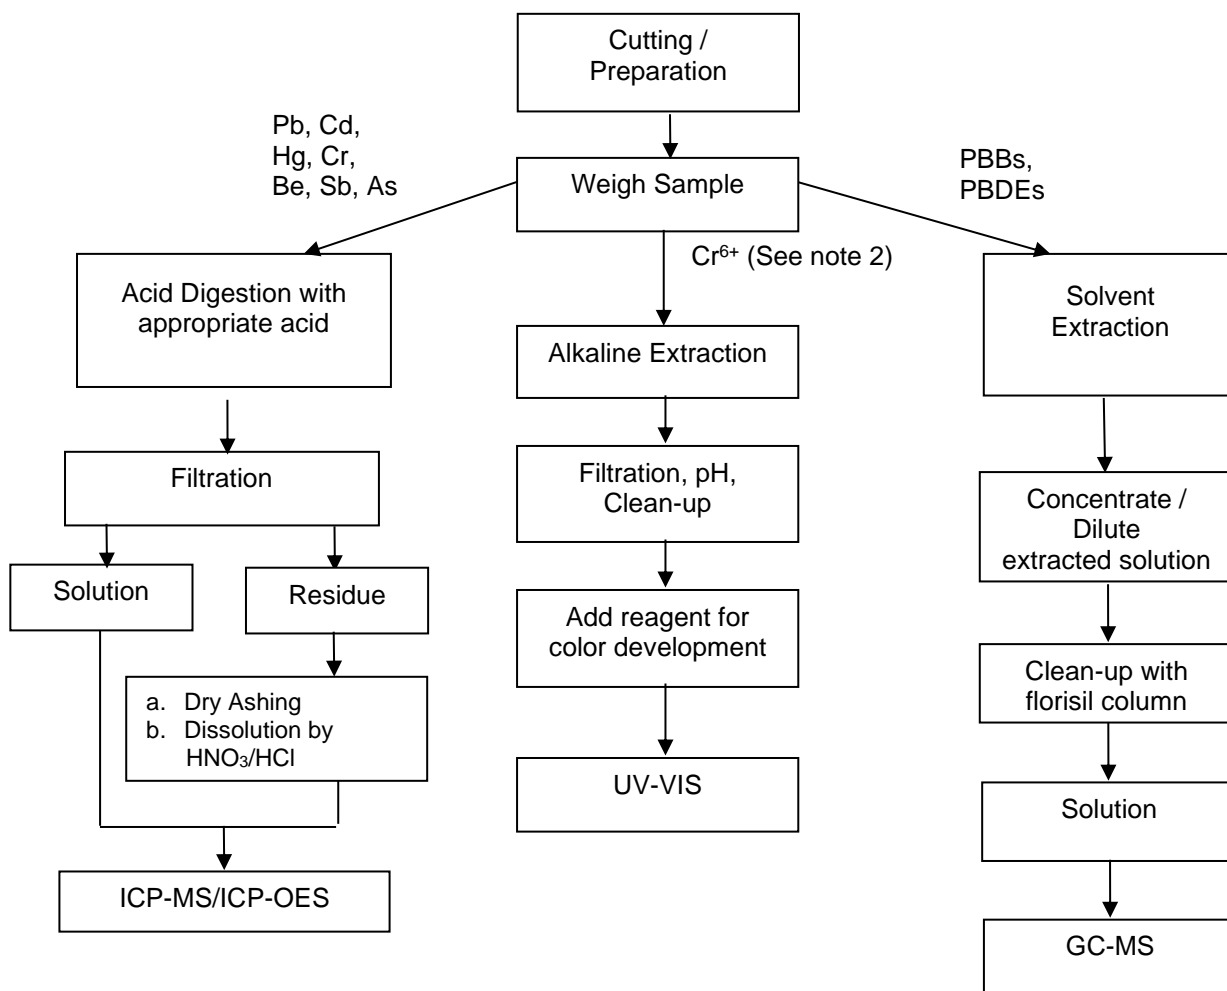 Cutting /
Preparation
Pb, Cd,
Hg, Cr,
Be, Sb, As
Weigh Sample
PBBs,
PBDEs
Cr⁶⁺ (See note 2)
Acid Digestion with
appropriate acid
Alkaline Extraction
Solvent
Extraction
Filtration
Filtration, pH,
Clean-up
Concentrate /
Dilute
extracted solution
Solution
Residue
Add reagent for
color development
a. Dry Ashing
b. Dissolution by
HNO₃/HCl
Clean-up with
florisil column
UV-VIS
Solution
ICP-MS/ICP-OES
GC-MS